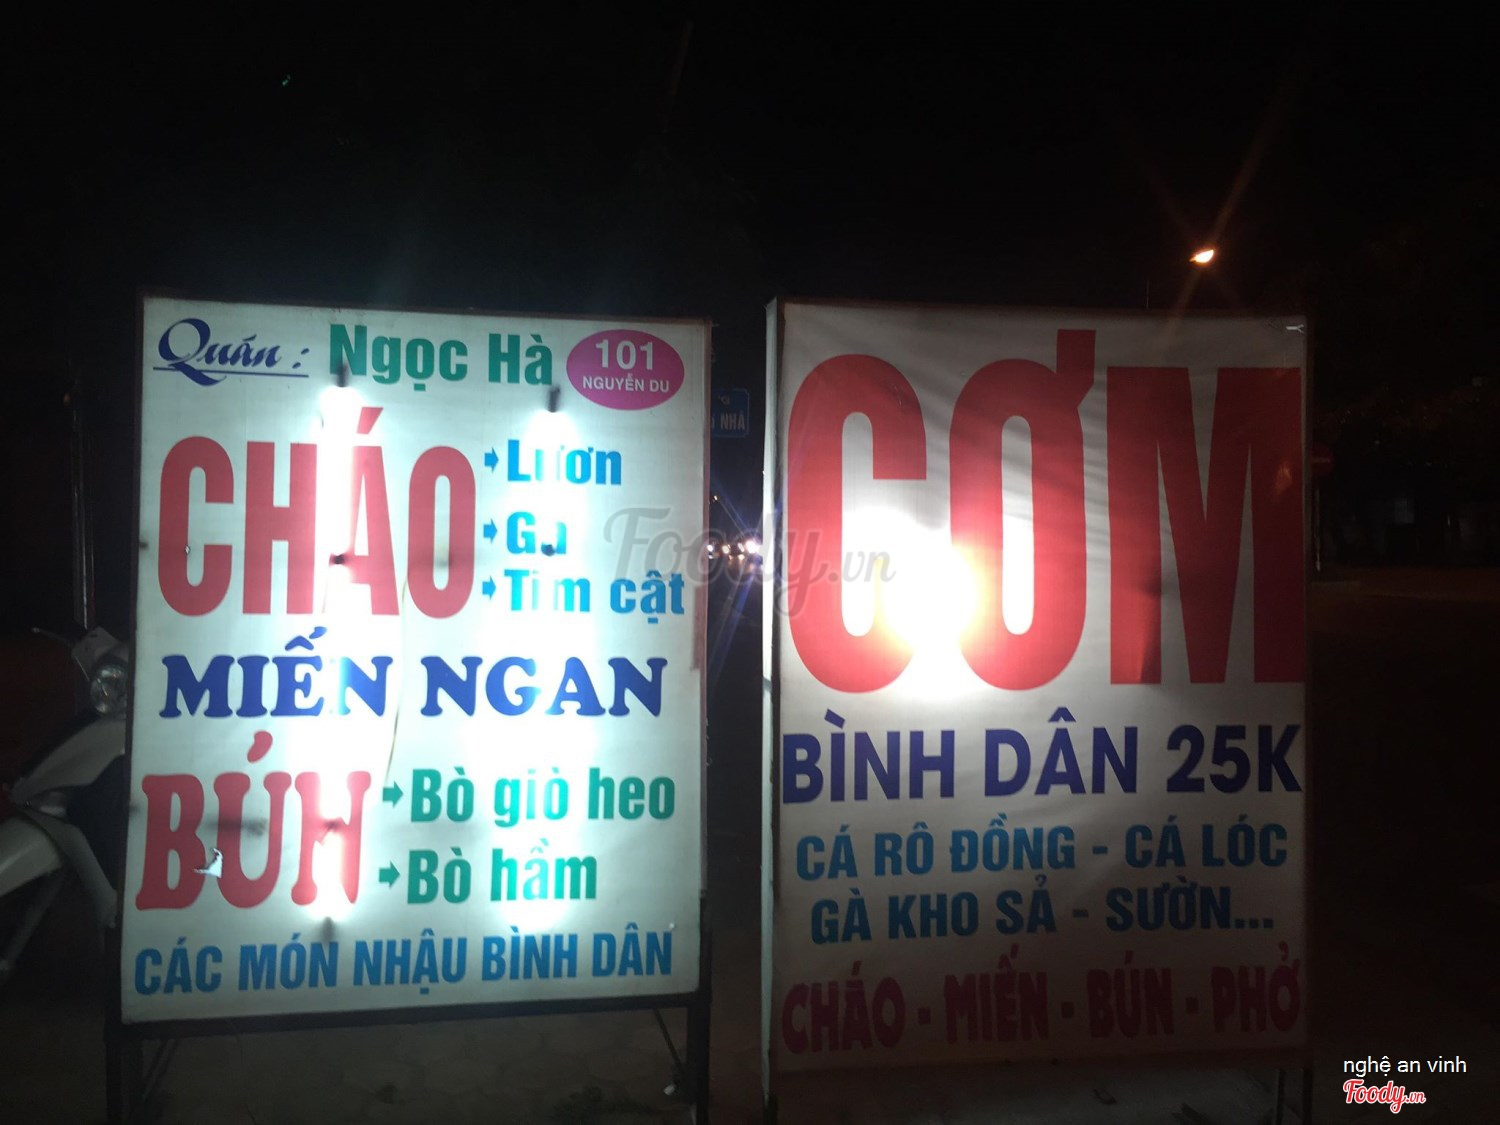 Quán: Ngọc Hà
101
NGUYỄN DU
CHÁO
Lươn
Gà
Tim cật
MIẾN NGAN
BÚN
Bò giò heo
Bò hầm
CÁC MÓN NHẬU BÌNH DÂN
NHÀ
CƠM
BÌNH DÂN 25K
CÁ RÔ ĐỒNG - CÁ LÓC
GÀ KHO SẢ - SƯỜN...
CHÁO - MIẾN - BÚN - PHỞ
Foody.vn
nghệ an vinh
Foody.vn